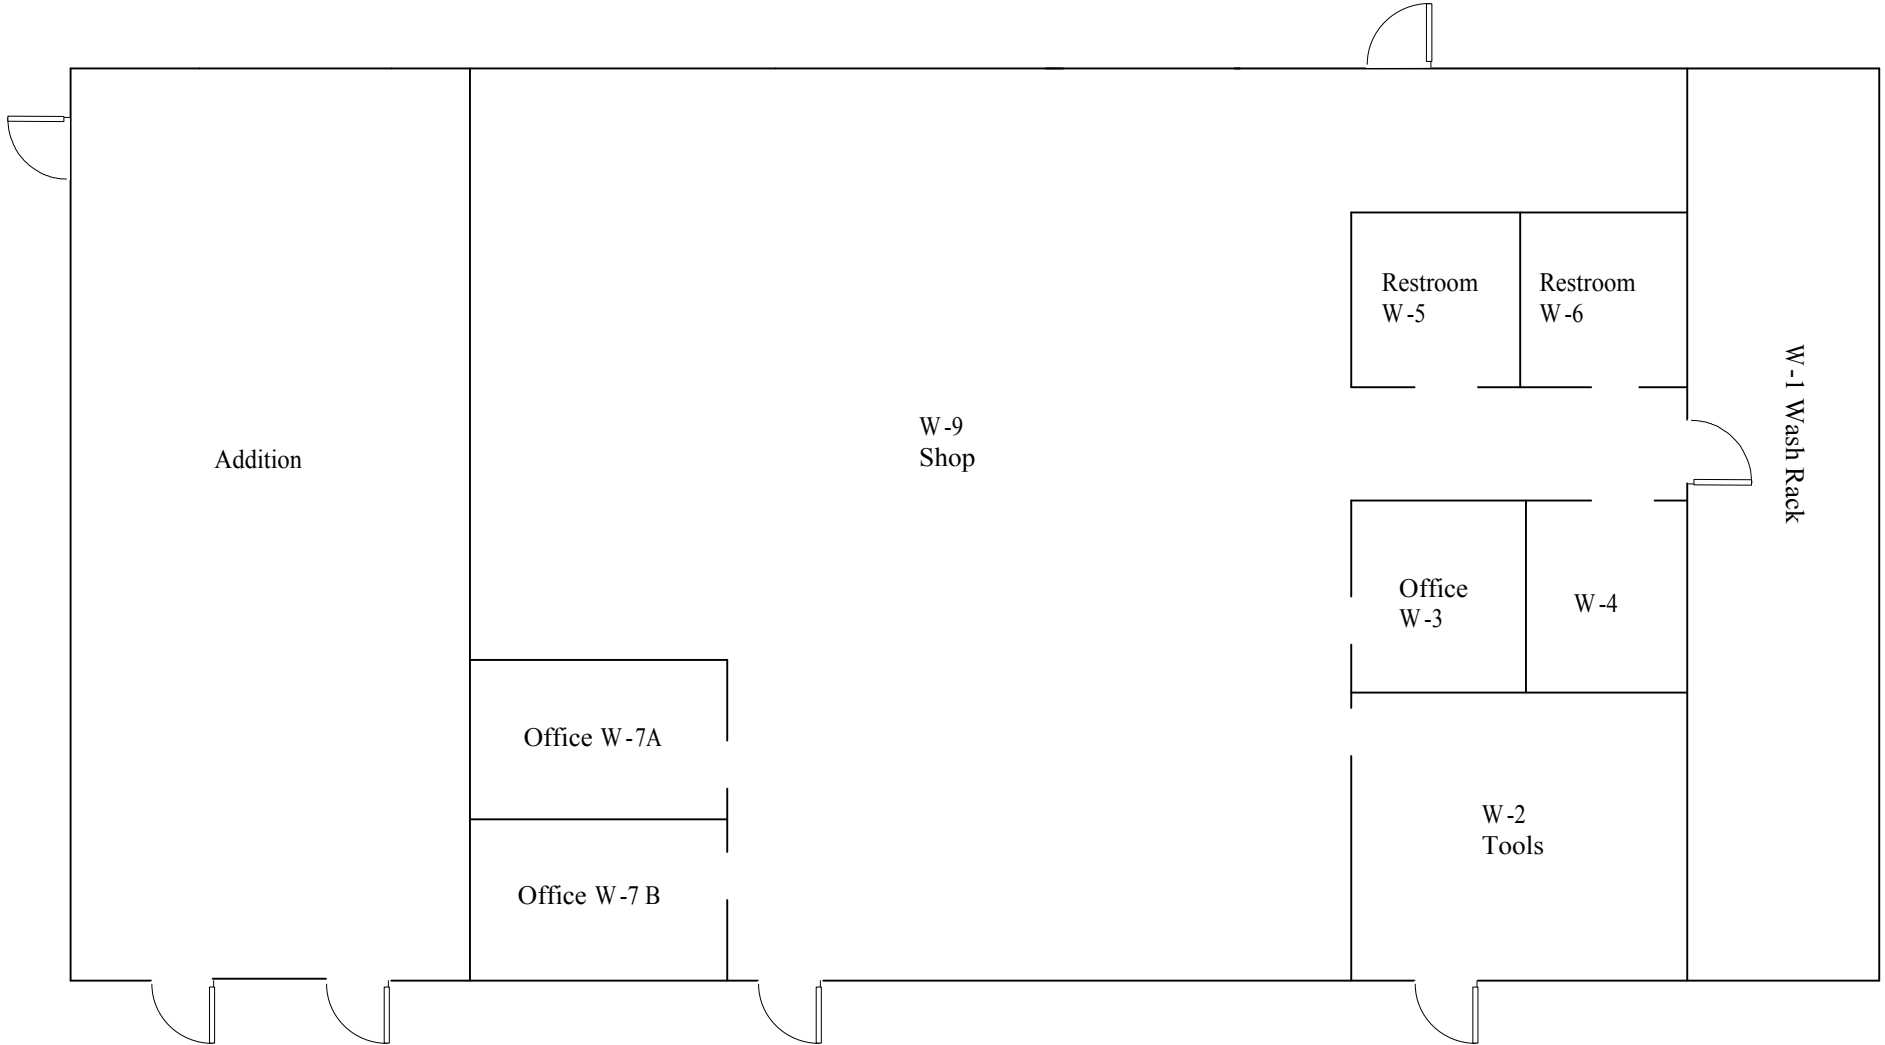 Restroom
W-5
Restroom
W-6
W-1 Wash Rack
W-9
Shop
Addition
Office
W-3
W-4
Office W-7A
W-2
Tools
Office W-7 B